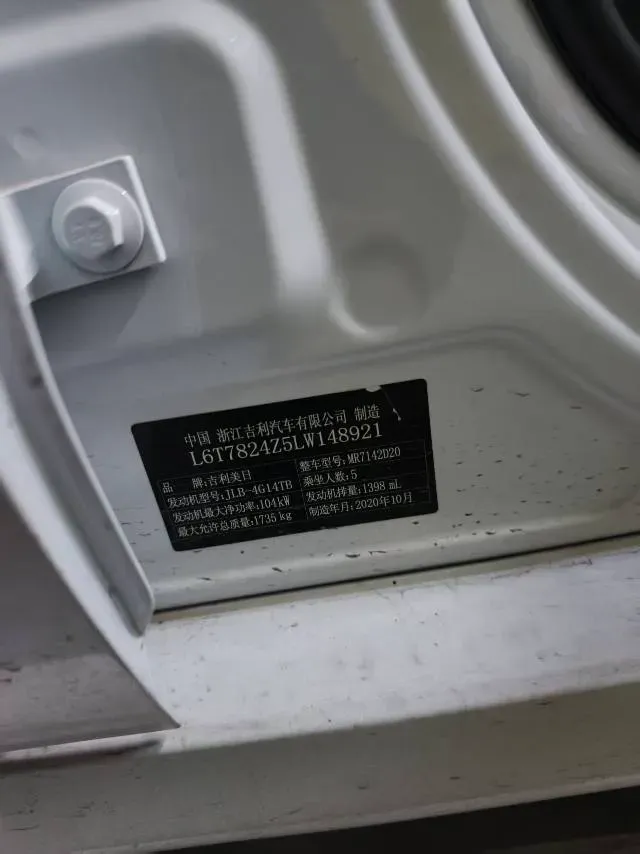 中国 浙江吉利汽车有限公司 制造
L6T7824Z5LW148921
品 牌:吉利美日 整车型号:MR7142D20
发动机型号:JLB-4G14TB 乘坐人数:5
发动机最大净功率:104kW 发动机排量:1398 mL
最大允许总质量:1735 kg 制造年月:2020年10月